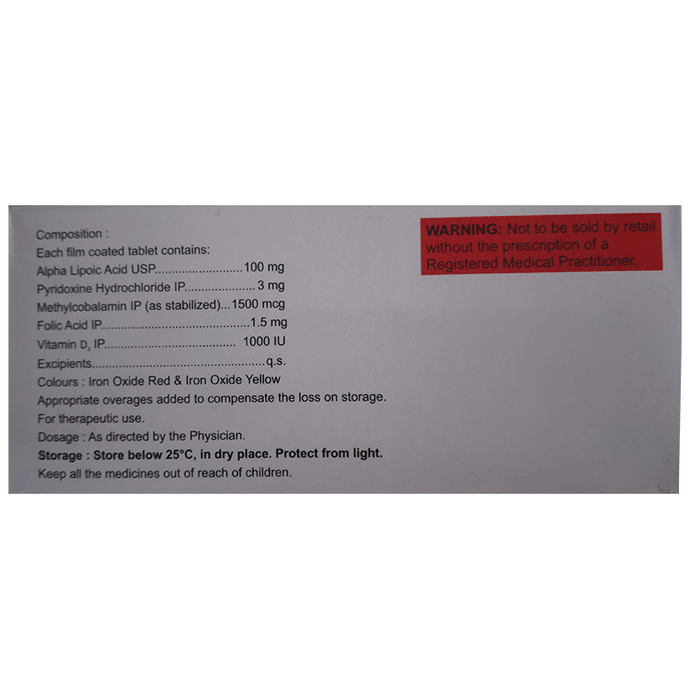 Composition :
Each film coated tablet contains:
Alpha Lipoic Acid USP..........................100 mg
Pyridoxine Hydrochloride IP.....................3 mg
Methylcobalamin IP (as stabilized)...1500 mcg
Folic Acid IP............................................1.5 mg
Vitamin D₃ IP....................................... 1000 IU
Excipients....................................................q.s.
Colours : Iron Oxide Red & Iron Oxide Yellow
Appropriate overages added to compensate the loss on storage.
For therapeutic use.
Dosage : As directed by the Physician.
Storage : Store below 25°C, in dry place. Protect from light.
Keep all the medicines out of reach of children.
WARNING: Not to be sold by retail
without the prescription of a
Registered Medical Practitioner.